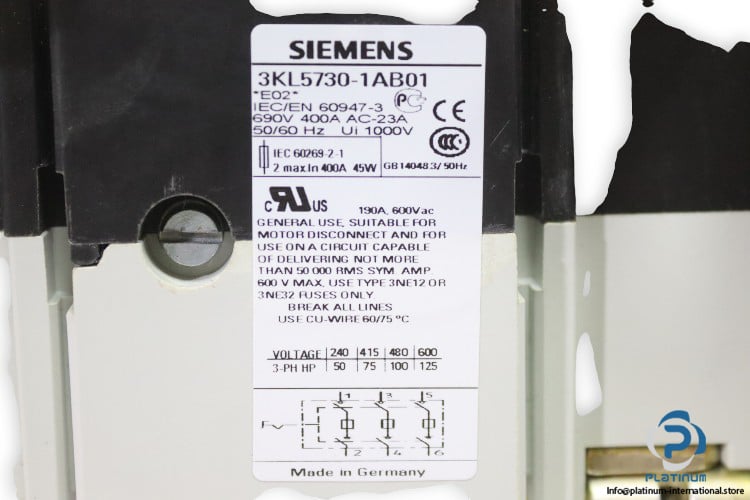 SIEMENS
3KL5730-1AB01
"E02"
IEC/EN 60947-3
690V 400A AC-23A
50/60 Hz Ui 1000V
IEC 60269-2-1
2 max.In 400A 45W
GB14048.3/50Hz
C UR US 190A, 600Vac
GENERAL USE, SUITABLE FOR
MOTOR DISCONNECT AND FOR
USE ON A CIRCUIT CAPABLE
OF DELIVERING NOT MORE
THAN 50 000 RMS SYM. AMP
600 V MAX, USE TYPE 3NE12 OR
3NE32 FUSES ONLY.
BREAK ALL LINES
USE CU-WIRE 60/75 °C
VOLTAGE 240 415 480 600
3-PH HP 50 75 100 125
1 3 5
F
2 4 6
Made in Germany
PLATINUM
Info@platinum-international.store